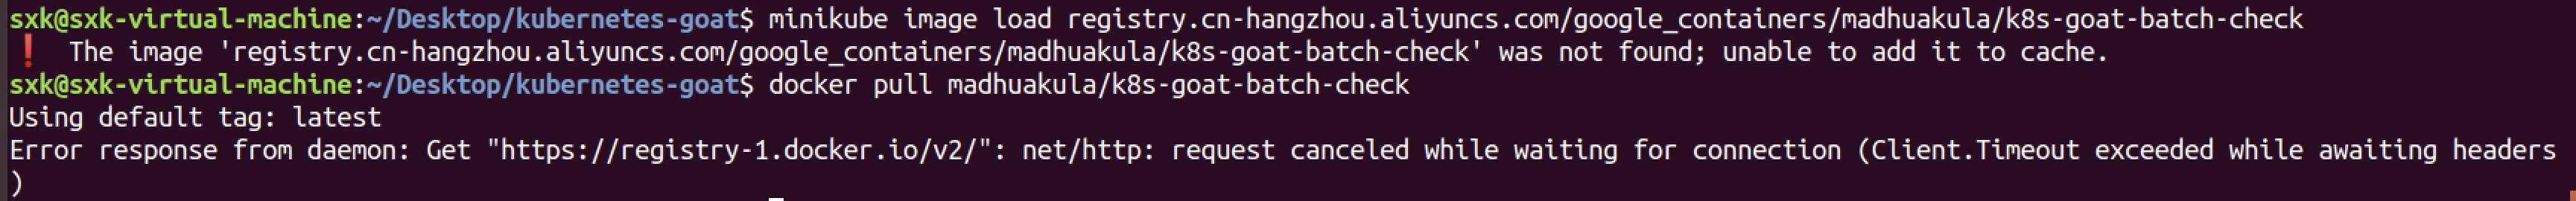 sxk@sxk-virtual-machine:~/Desktop/kubernetes-goat$ minikube image load registry.cn-hangzhou.aliyuncs.com/google_containers/madhuakula/k8s-goat-batch-check
❗  The image 'registry.cn-hangzhou.aliyuncs.com/google_containers/madhuakula/k8s-goat-batch-check' was not found; unable to add it to cache.
sxk@sxk-virtual-machine:~/Desktop/kubernetes-goat$ docker pull madhuakula/k8s-goat-batch-check
Using default tag: latest
Error response from daemon: Get "https://registry-1.docker.io/v2/": net/http: request canceled while waiting for connection (Client.Timeout exceeded while awaiting headers
)